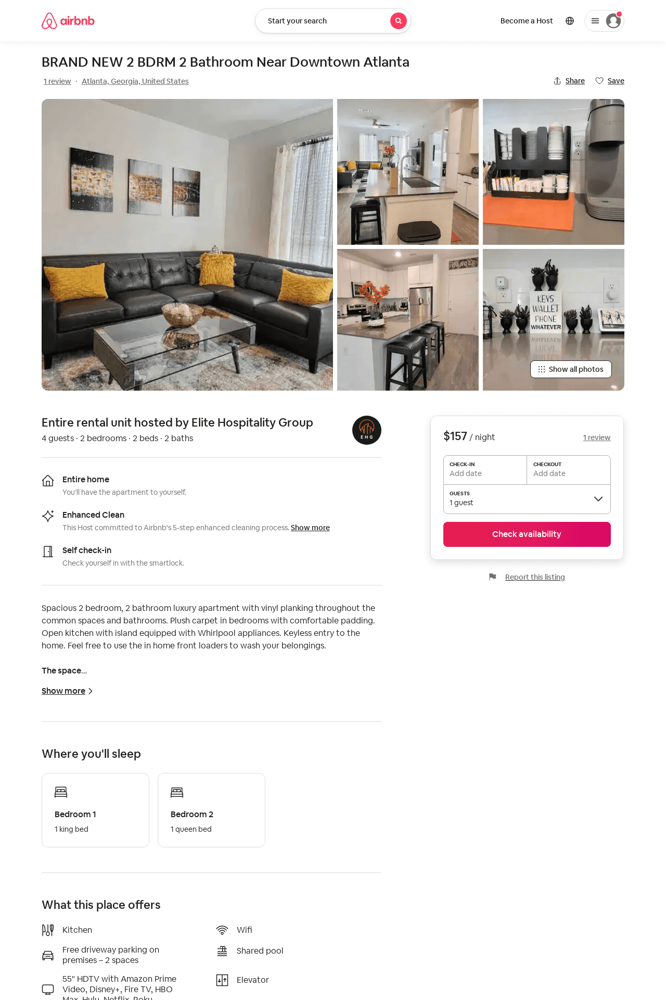 airbnb
Start your search
Become a Host
BRAND NEW 2 BDRM 2 Bathroom Near Downtown Atlanta
1 review · Atlanta, Georgia, United States
Share
Save
WANDER
KEYS
WALLET
PHONE
WHATEVER
Show all photos
Entire rental unit hosted by Elite Hospitality Group
4 guests · 2 bedrooms · 2 beds · 2 baths
EHG
Entire home
You’ll have the apartment to yourself.
Enhanced Clean
This Host committed to Airbnb's 5-step enhanced cleaning process. Show more
Self check-in
Check yourself in with the smartlock.
$157 / night
1 review
CHECK-IN
Add date
CHECKOUT
Add date
GUESTS
1 guest
Check availability
Report this listing
Spacious 2 bedroom, 2 bathroom luxury apartment with vinyl planking throughout the
common spaces and bathrooms. Plush carpet in bedrooms with comfortable padding.
Open kitchen with island equipped with Whirlpool appliances. Keyless entry to the
home. Feel free to use the in home front loaders to wash your belongings.
The space...
Show more
Where you'll sleep
Bedroom 1
1 king bed
Bedroom 2
1 queen bed
What this place offers
Kitchen
Wifi
Free driveway parking on
premises – 2 spaces
Shared pool
55" HDTV with Amazon Prime
Video, Disney+, Fire TV, HBO
Max, Hulu, Netflix, Roku
Elevator